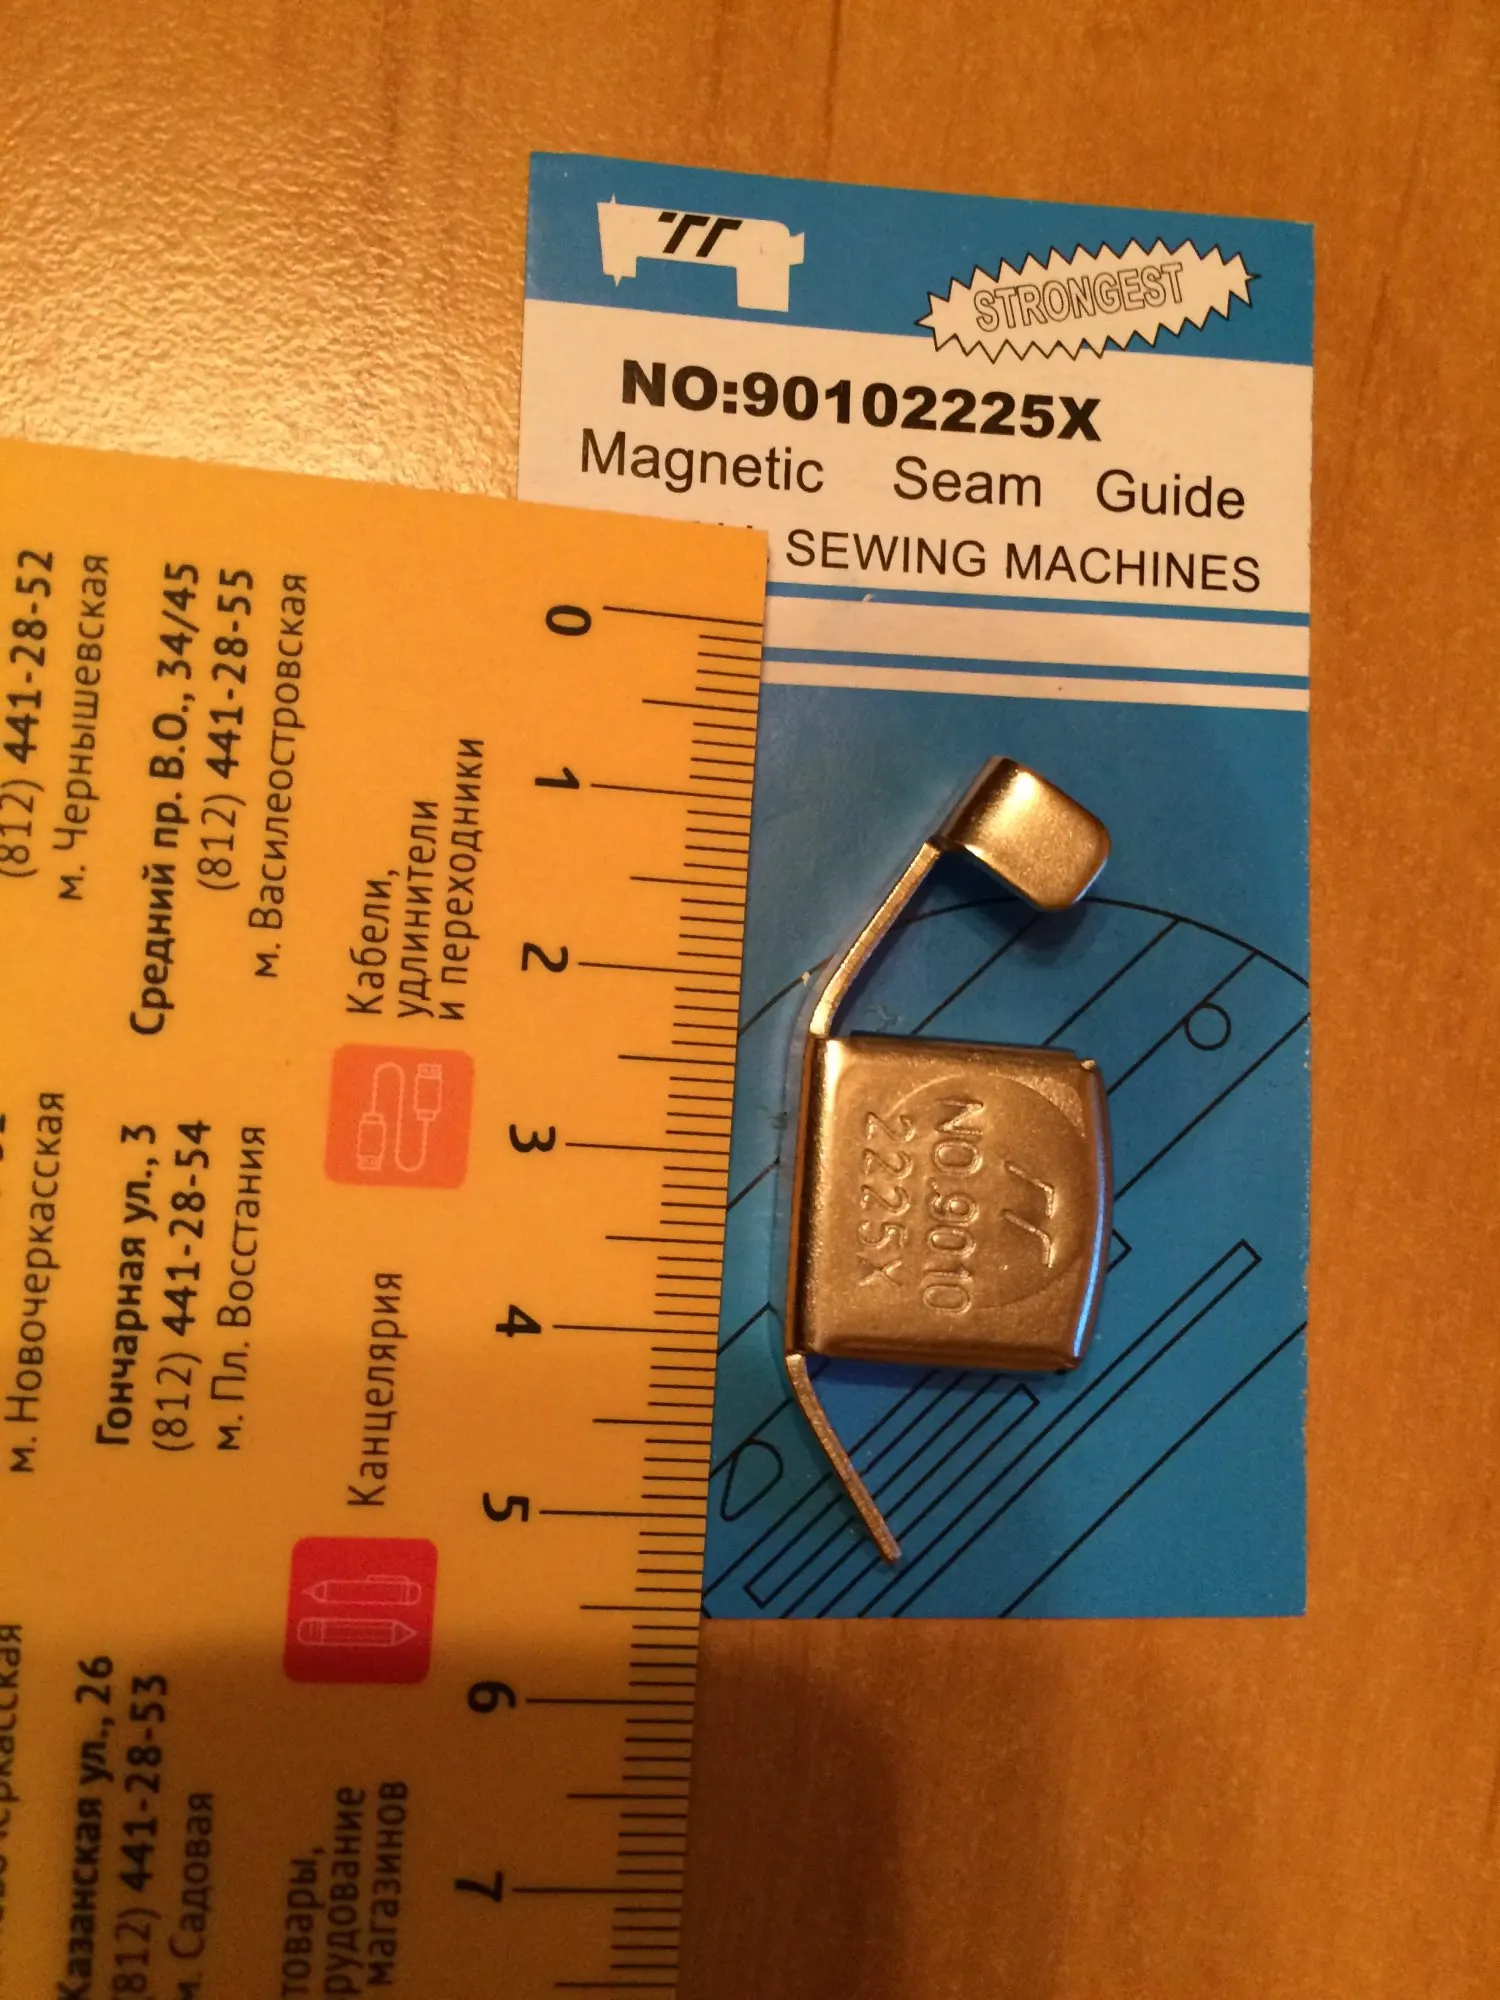 TT
STRONGEST
NO:90102225X
Magnetic Seam Guide
SEWING MACHINES
NO.9010
2225X
0
1
2
3
4
5
6
7
441-28-52
м. Чернышевская
Средний пр. В.О., 34/45
(812) 441-28-55
м. Василеостровская
м. Новочеркасская
Гончарная ул., 3
(812) 441-28-54
м. Пл. Восстания
Казанская ул., 26
(812) 441-28-53
м. Садовая
Кабели,
удлинители
и переходники
Канцелярия
товары,
магазинов